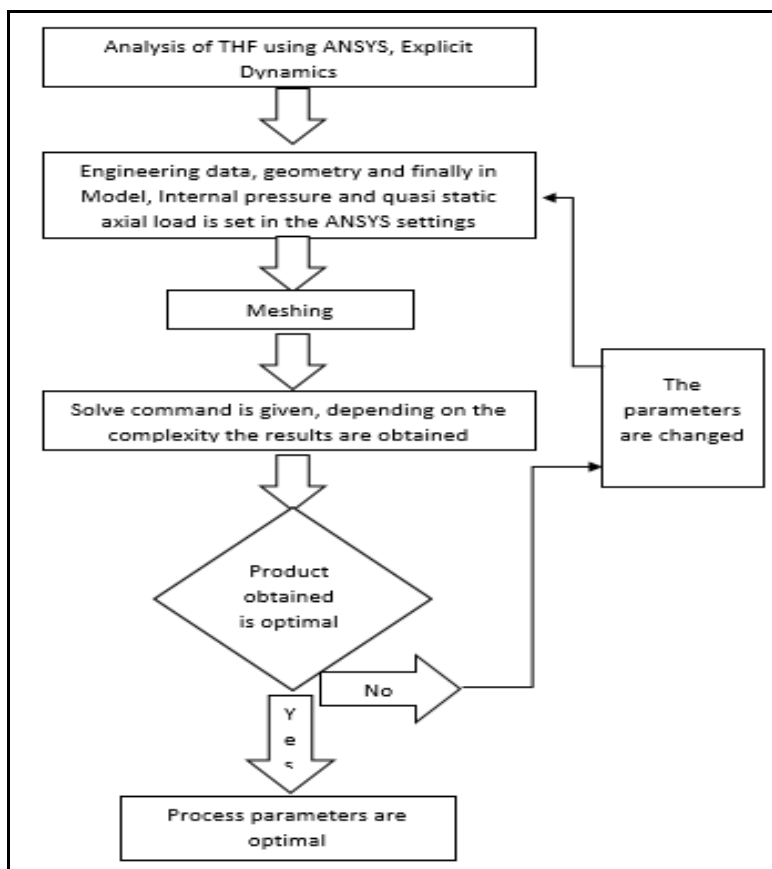 Analysis of THF using ANSYS, Explicit
Dynamics
Engineering data, geometry and finally in
Model, Internal pressure and quasi static
axial load is set in the ANSYS settings
Meshing
The
parameters
are changed
Solve command is given, depending on the
complexity the results are obtained
Product
obtained
is optimal
No
Yes
Process parameters are
optimal